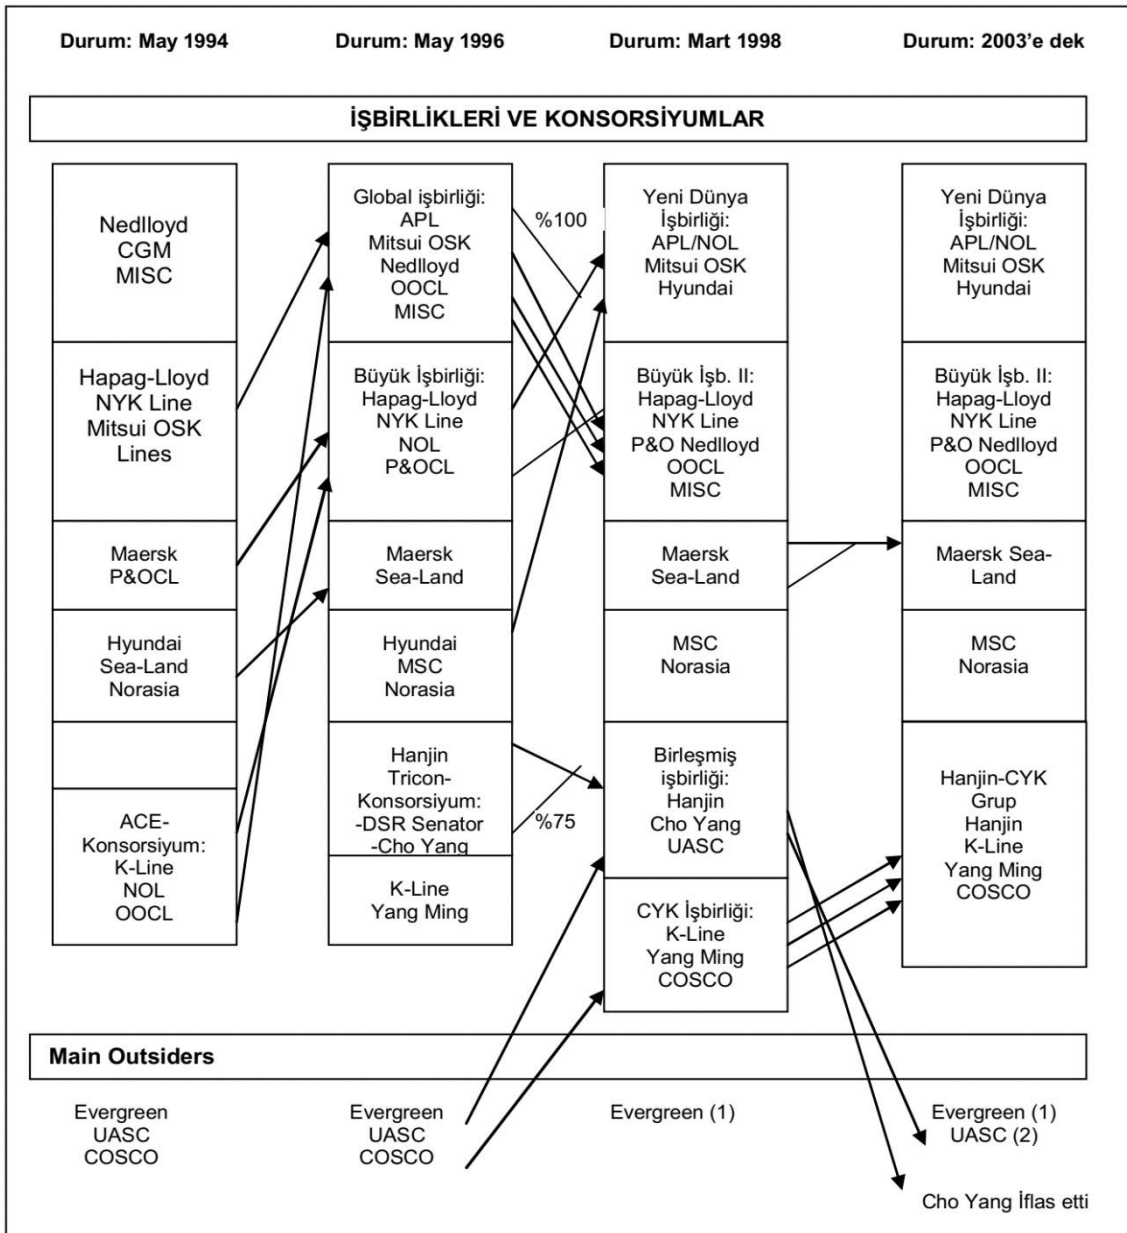 Durum: May 1994
Durum: May 1996
Durum: Mart 1998
Durum: 2003'e dek
İŞBİRLİKLERİ VE KONSORSİYUMLAR
Nedlloyd
CGM
MISC
Hapag-Lloyd
NYK Line
Mitsui OSK
Lines
Maersk
P&OCL
Hyundai
Sea-Land
Norasia
ACE-
Konsorsiyum:
K-Line
NOL
OOCL
Global işbirliği:
APL
Mitsui OSK
Nedlloyd
OOCL
MISC
Büyük İşbirliği:
Hapag-Lloyd
NYK Line
NOL
P&OCL
Maersk
Sea-Land
Hyundai
MSC
Norasia
Hanjin
Tricon-
Konsorsiyum:
-DSR Senator
-Cho Yang
K-Line
Yang Ming
%100
%75
Yeni Dünya
İşbirliği:
APL/NOL
Mitsui OSK
Hyundai
Büyük İşb. II:
Hapag-Lloyd
NYK Line
P&O Nedlloyd
OOCL
MISC
Maersk
Sea-Land
MSC
Norasia
Birleşmiş
işbirliği:
Hanjin
Cho Yang
UASC
CYK İşbirliği:
K-Line
Yang Ming
COSCO
Yeni Dünya
İşbirliği:
APL/NOL
Mitsui OSK
Hyundai
Büyük İşb. II:
Hapag-Lloyd
NYK Line
P&O Nedlloyd
OOCL
MISC
Maersk Sea-
Land
MSC
Norasia
Hanjin-CYK
Grup
Hanjin
K-Line
Yang Ming
COSCO
Main Outsiders
Evergreen
UASC
COSCO
Evergreen
UASC
COSCO
Evergreen (1)
Evergreen (1)
UASC (2)
Cho Yang İflas etti